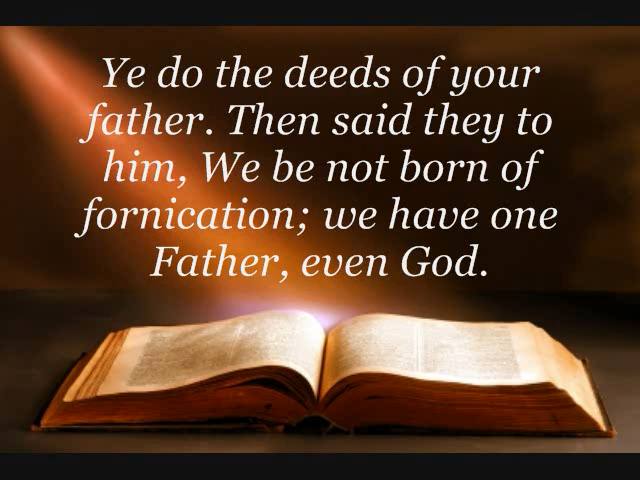 Ye do the deeds of your
father. Then said they to
him, We be not born of
fornication; we have one
Father, even God.